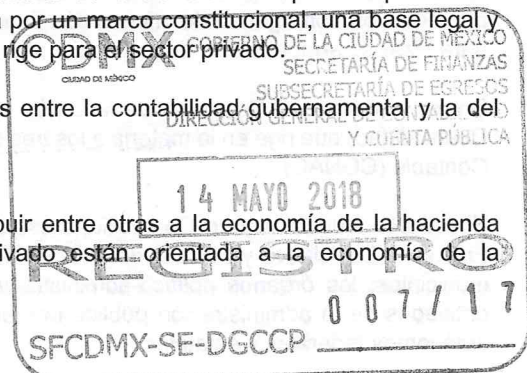 por un marco constitucional, una base legal y
rige para el sector privado.
CDMX
CIUDAD DE MÉXICO
GOBIERNO DE LA CIUDAD DE MÉXICO
SECRETARÍA DE FINANZAS
SUBSECRETARÍA DE EGRESOS
s entre la contabilidad gubernamental y la del
DIRECCIÓN GENERAL DE CONTABILIDAD
Y CUENTA PÚBLICA
14 MAYO 2018
buir entre otras a la economía de la hacienda
ivado están orientada a la economía de la
REGISTRO
007/17
SFCDMX-SE-DGCCP